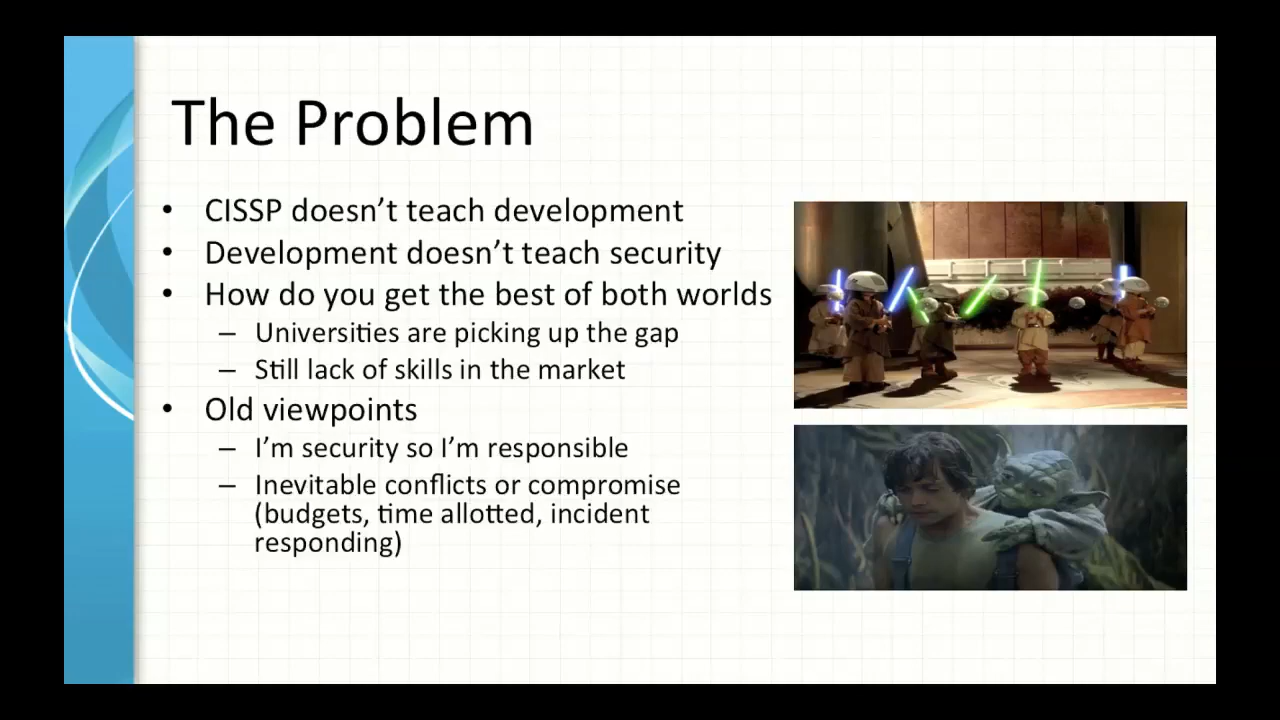 The Problem
• CISSP doesn’t teach development
• Development doesn’t teach security
• How do you get the best of both worlds
– Universities are picking up the gap
– Still lack of skills in the market
• Old viewpoints
– I’m security so I’m responsible
– Inevitable conflicts or compromise
(budgets, time allotted, incident
responding)